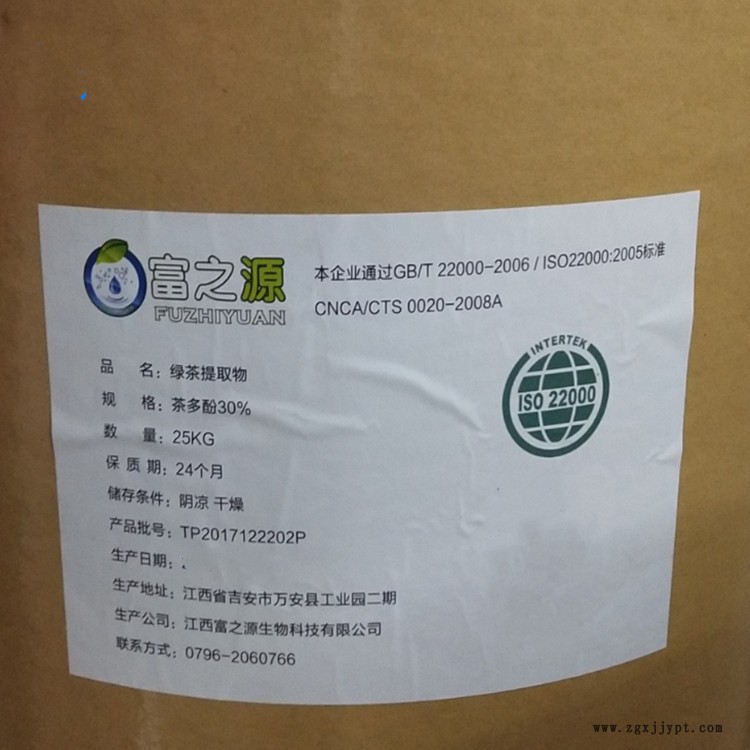 富之源
FUZHIYUAN
本企业通过GB/T 22000-2006 / ISO22000:2005标准
CNCA/CTS 0020-2008A
INTERTEK
ISO 22000
品 名: 绿茶提取物
规 格: 茶多酚30%
数 量: 25KG
保 质 期: 24个月
储存条件: 阴凉 干燥
产品批号: TP2017122202P
生产日期:
生产地址: 江西省吉安市万安县工业园二期
生产公司: 江西富之源生物科技有限公司
联系方式: 0796-2060766
www.zgxjjypt.com